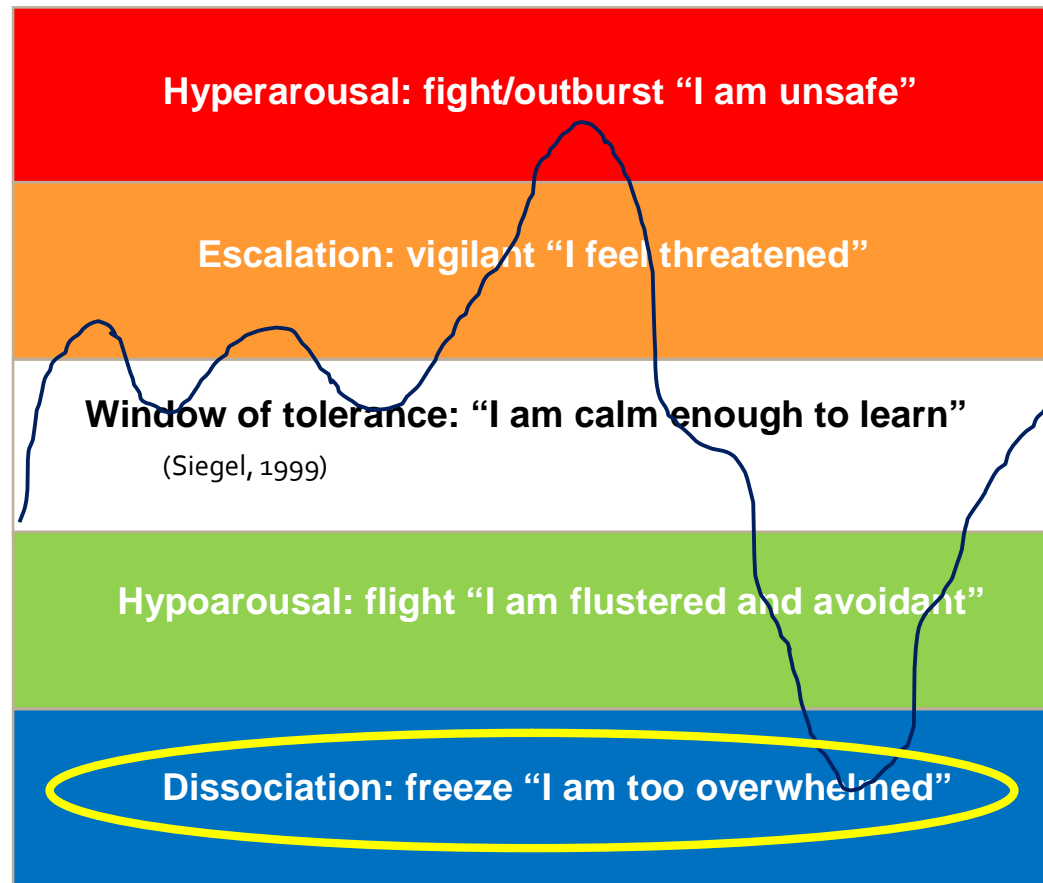 Hyperarousal: fight/outburst “I am unsafe”
Escalation: vigilant “I feel threatened”
Window of tolerance: “I am calm enough to learn”
(Siegel, 1999)
Hypoarousal: flight “I am flustered and avoidant”
Dissociation: freeze “I am too overwhelmed”